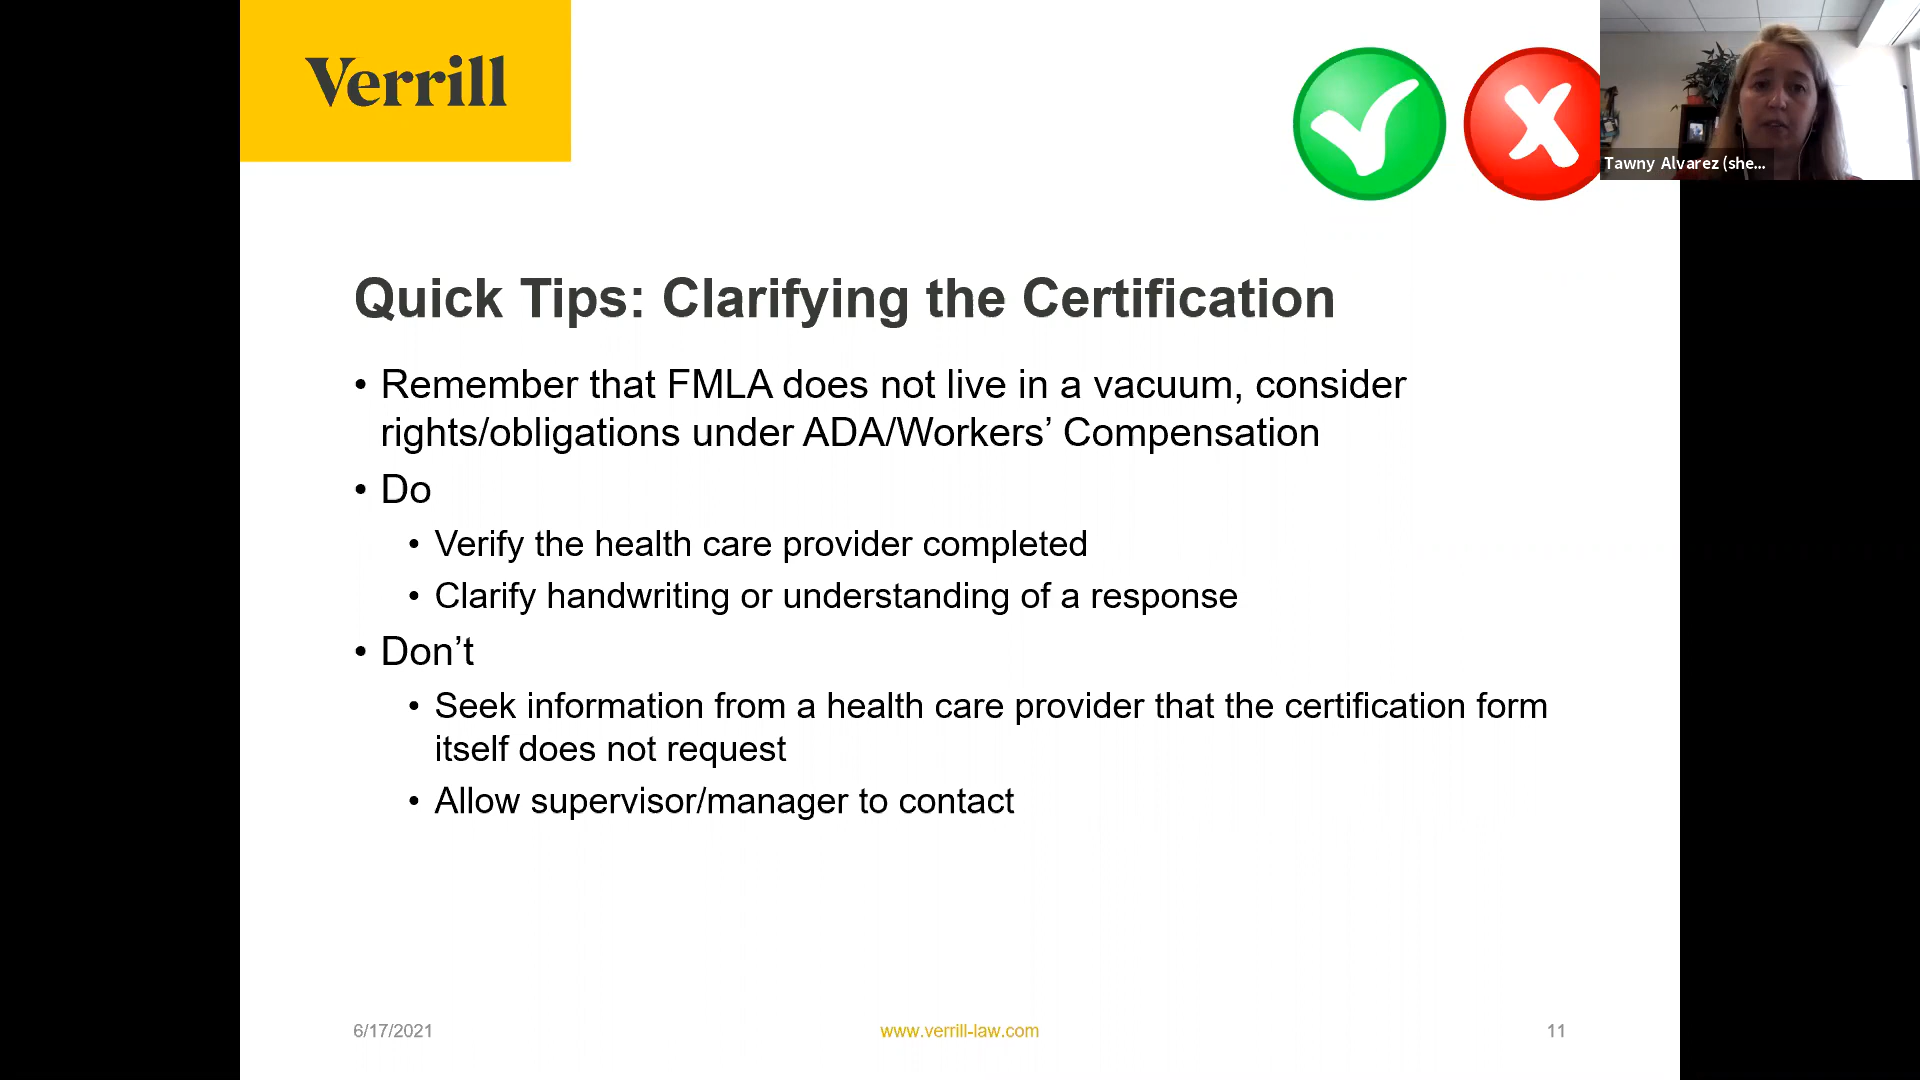 Verrill
Tawny Alvarez (she...
Quick Tips: Clarifying the Certification
• Remember that FMLA does not live in a vacuum, consider
rights/obligations under ADA/Workers’ Compensation
• Do
• Verify the health care provider completed
• Clarify handwriting or understanding of a response
• Don’t
• Seek information from a health care provider that the certification form
itself does not request
• Allow supervisor/manager to contact
6/17/2021
www.verrill-law.com
11